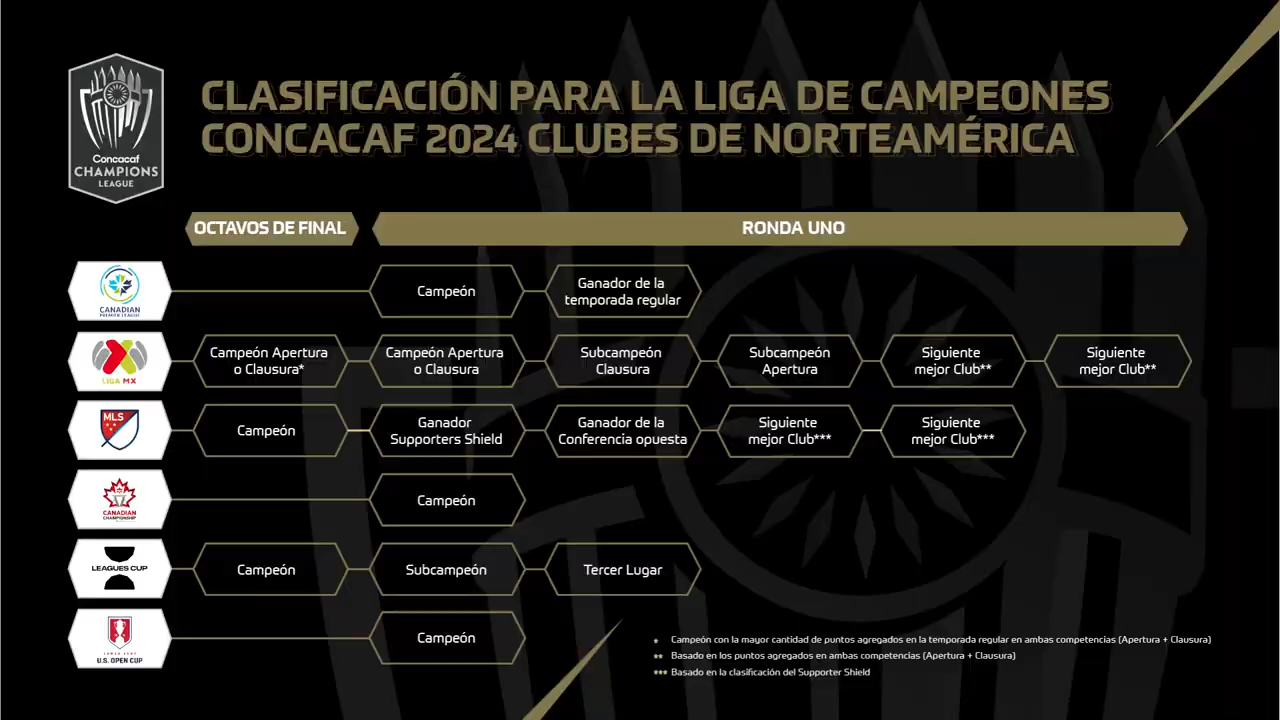 CLASIFICACIÓN PARA LA LIGA DE CAMPEONES
CONCACAF 2024 CLUBES DE NORTEAMÉRICA
Concacaf
CHAMPIONS
LEAGUE
OCTAVOS DE FINAL
RONDA UNO
CANADIAN
PREMIER LEAGUE
Campeón
Ganador de la
temporada regular
LIGA MX
Campeón Apertura
o Clausura*
Campeón Apertura
o Clausura
Subcampeón
Clausura
Subcampeón
Apertura
Siguiente
mejor Club**
Siguiente
mejor Club**
MLS
Campeón
Ganador
Supporters Shield
Ganador de la
Conferencia opuesta
Siguiente
mejor Club***
Siguiente
mejor Club***
CANADIAN
CHAMPIONSHIP
Campeón
LEAGUES CUP
Campeón
Subcampeón
Tercer Lugar
LAMAR HUNT
U.S. OPEN CUP
Campeón
* Campeón con la mayor cantidad de puntos agregados en la temporada regular en ambas competencias (Apertura + Clausura)
** Basado en los puntos agregados en ambas competencias (Apertura + Clausura)
*** Basado en la clasificación del Supporter Shield